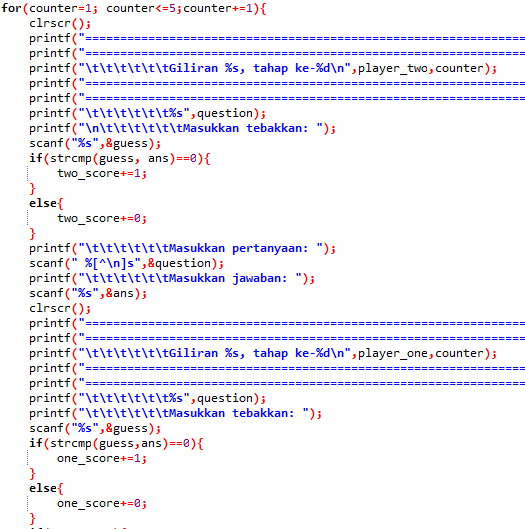 for(counter=1; counter<=5;counter+=1){
clrscr();
printf("===============================================================
printf("===============================================================
printf("\t\t\t\t\t\tGiliran %s, tahap ke-%d\n",player_two,counter);
printf("===============================================================
printf("===============================================================
printf("\t\t\t\t\t\t%s",question);
printf("\n\t\t\t\t\t\tMasukkan tebakkan: ");
scanf("%s",&guess);
if(strcmp(guess, ans)==0){
two_score+=1;
}
else{
two_score+=0;
}
printf("\t\t\t\t\t\tMasukkan pertanyaan: ");
scanf(" %[^\n]s",&question);
printf("\t\t\t\t\t\tMasukkan jawaban: ");
scanf("%s",&ans);
clrscr();
printf("===============================================================
printf("===============================================================
printf("\t\t\t\t\t\tGiliran %s, tahap ke-%d\n",player_one,counter);
printf("===============================================================
printf("===============================================================
printf("\t\t\t\t\t\t%s",question);
printf("\t\t\t\t\t\tMasukkan tebakkan: ");
scanf("%s",&guess);
if(strcmp(guess,ans)==0){
one_score+=1;
}
else{
one_score+=0;
}